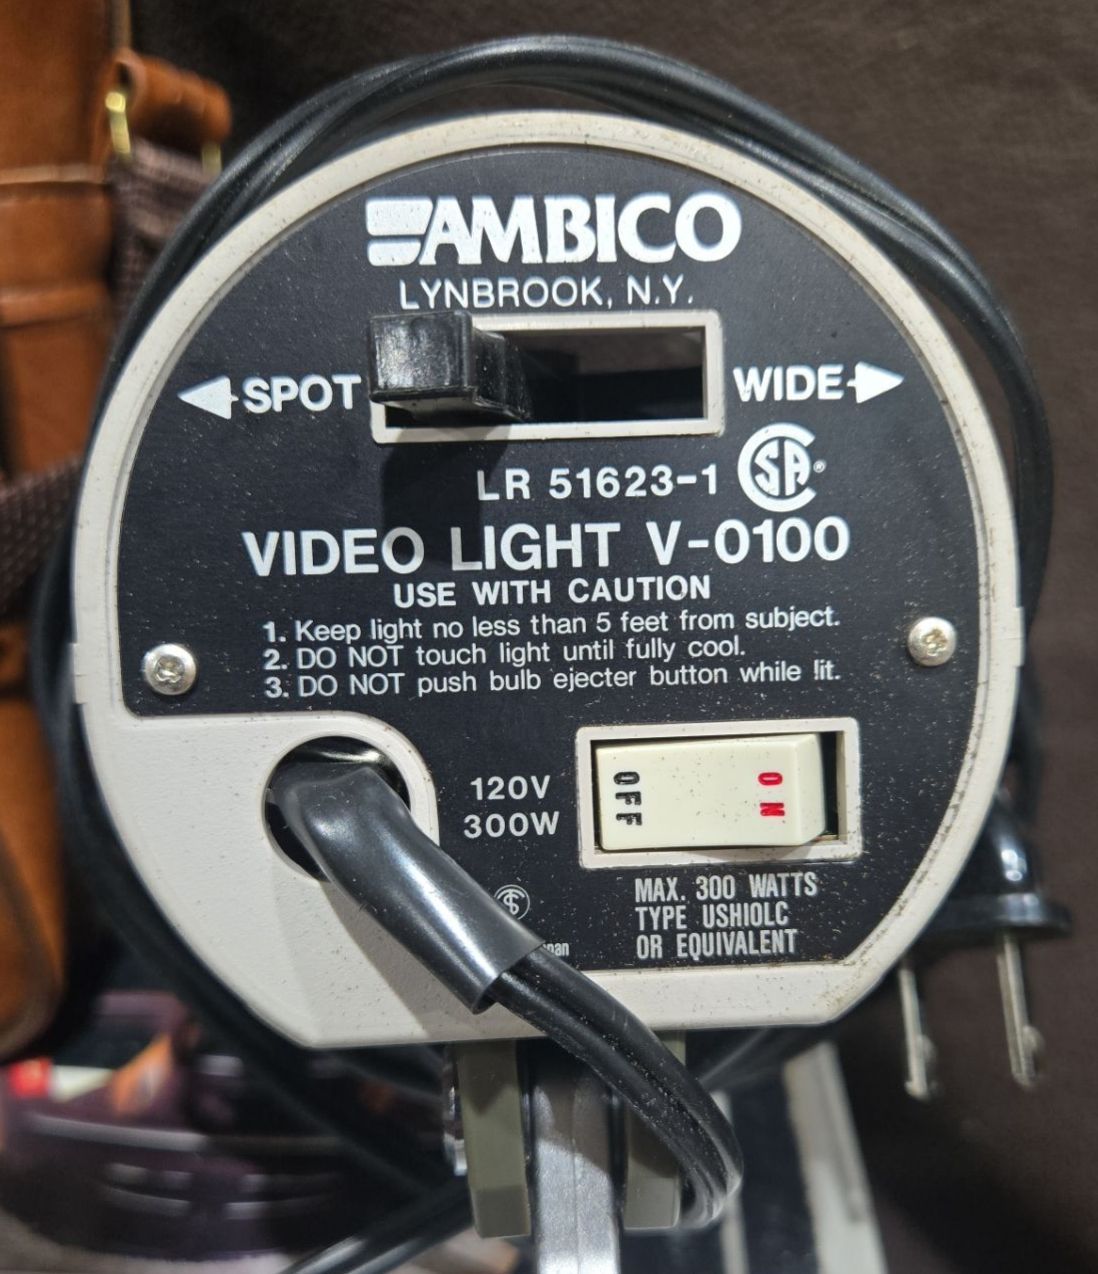 AMBICO
LYNBROOK, N.Y.
SPOT WIDE
LR 51623-1 CSA®
VIDEO LIGHT V-0100
USE WITH CAUTION
1. Keep light no less than 5 feet from subject.
2. DO NOT touch light until fully cool.
3. DO NOT push bulb ejecter button while lit.
120V
300W
OFF ON
MAX. 300 WATTS
TYPE USHIOLC
OR EQUIVALENT